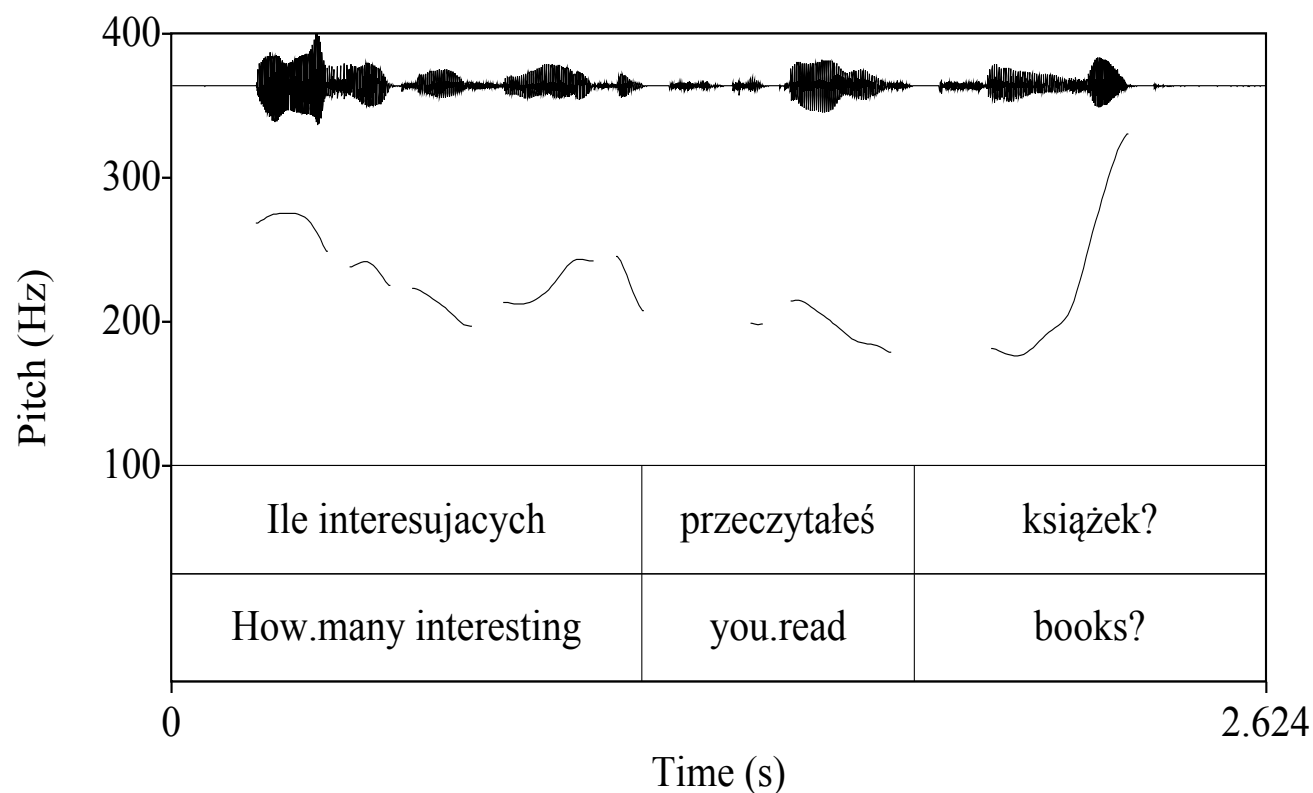 400
300
200
100
Pitch (Hz)
Ile interesujacych przeczytałeś książek?
How.many interesting you.read books?
0 2.624
Time (s)